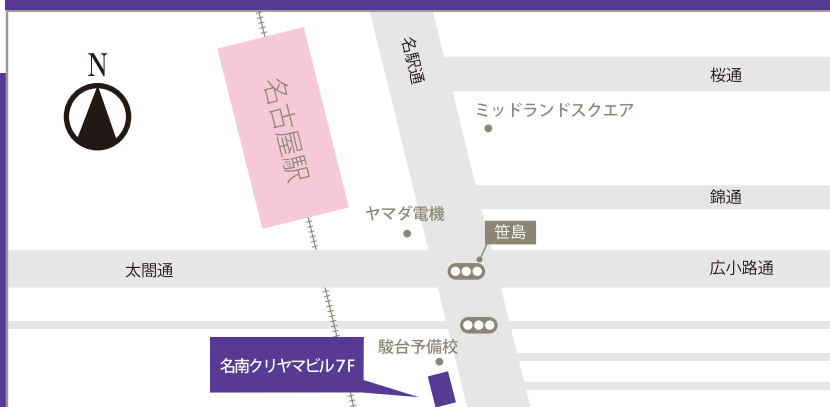 N
名駅通
桜通
名古屋駅
ミッドランドスクエア
錦通
ヤマダ電機
笹島
太閤通
広小路通
駿台予備校
名南クリヤマビル7F